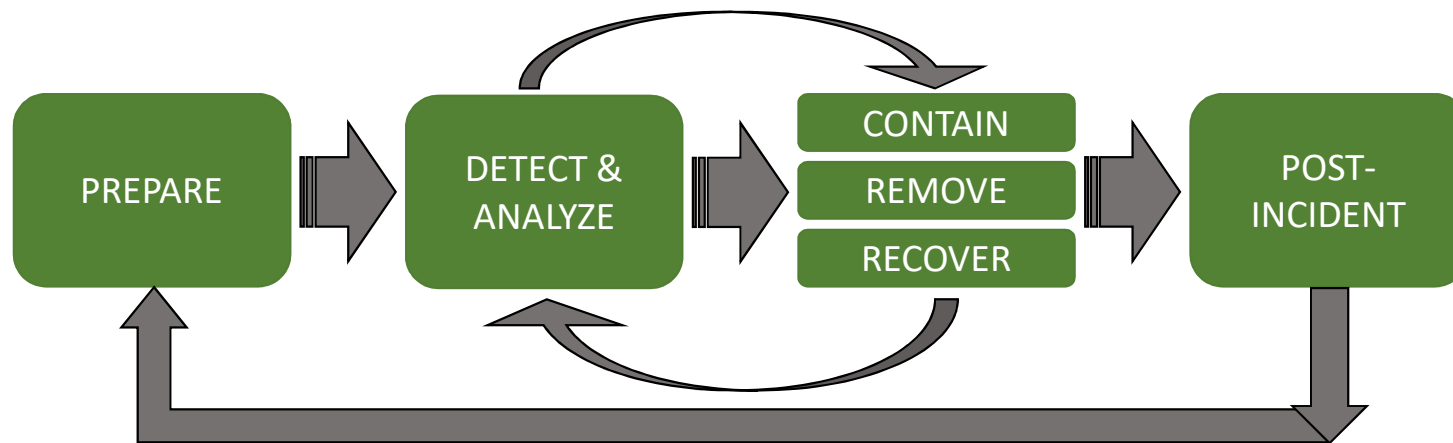 PREPARE
DETECT &
ANALYZE
CONTAIN
REMOVE
RECOVER
POST-
INCIDENT